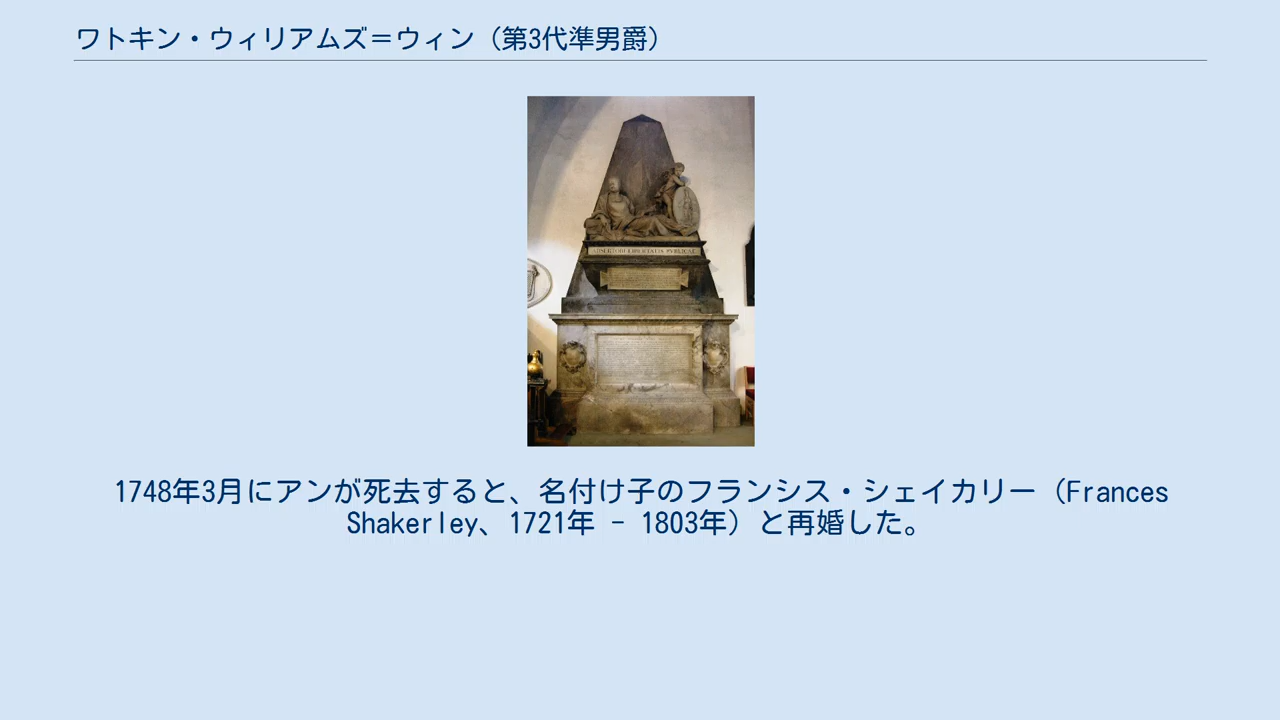 ワトキン・ウィリアムズ＝ウィン（第3代準男爵）
1748年3月にアンが死去すると、名付け子のフランシス・シェイカリー（Frances
Shakerley、1721年 - 1803年）と再婚した。